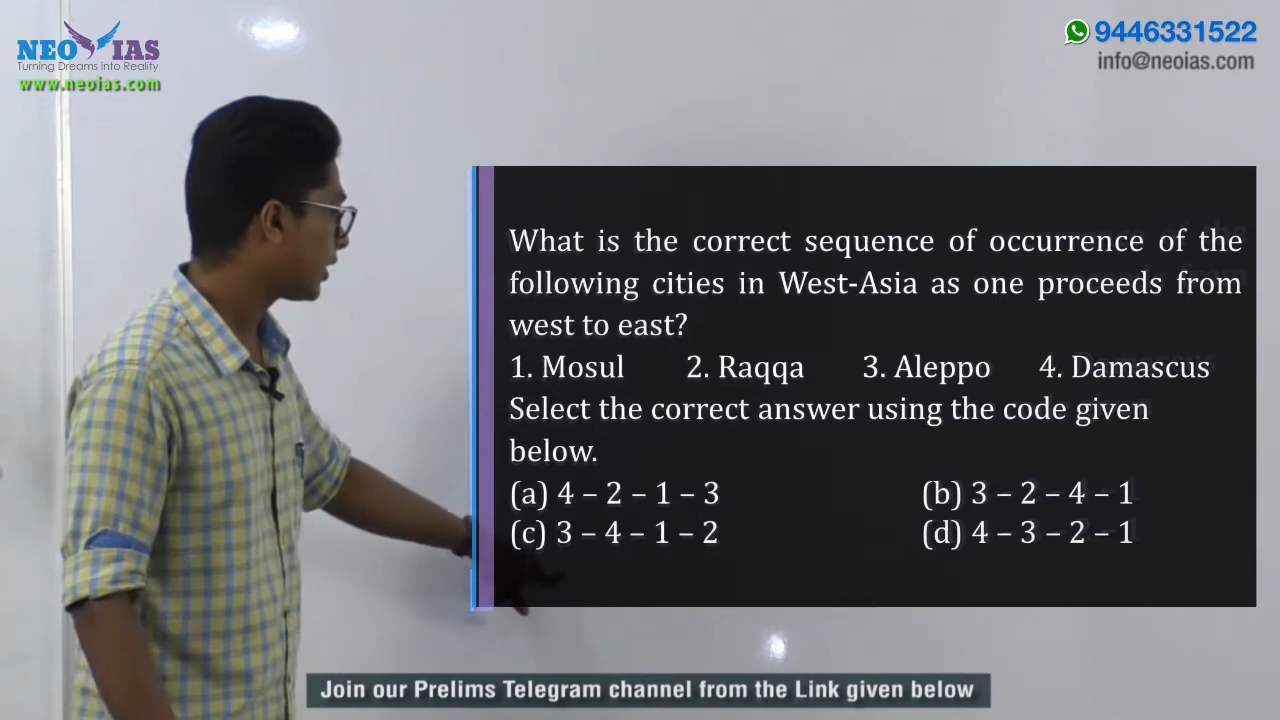 NEO IAS
Turning Dreams into Reality
www.neoias.com
9446331522
info@neoias.com
What is the correct sequence of occurrence of the
following cities in West-Asia as one proceeds from
west to east?
1. Mosul 2. Raqqa 3. Aleppo 4. Damascus
Select the correct answer using the code given
below.
(a) 4 – 2 – 1 – 3 (b) 3 – 2 – 4 – 1
(c) 3 – 4 – 1 – 2 (d) 4 – 3 – 2 – 1
Join our Prelims Telegram channel from the Link given below